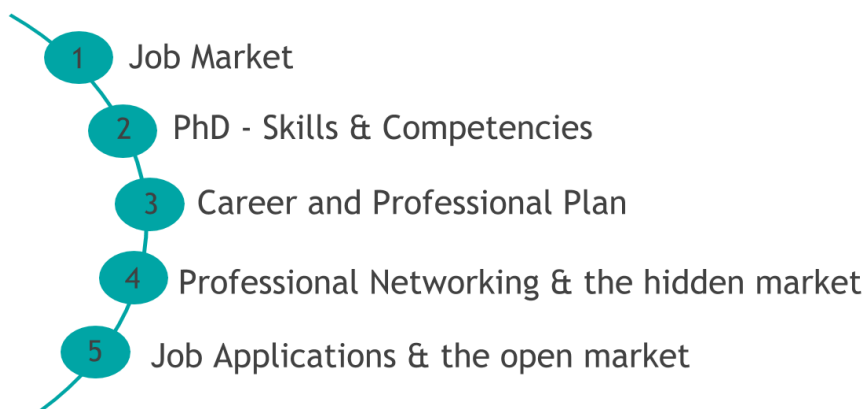 1 Job Market
2 PhD - Skills & Competencies
3 Career and Professional Plan
4 Professional Networking & the hidden market
5 Job Applications & the open market